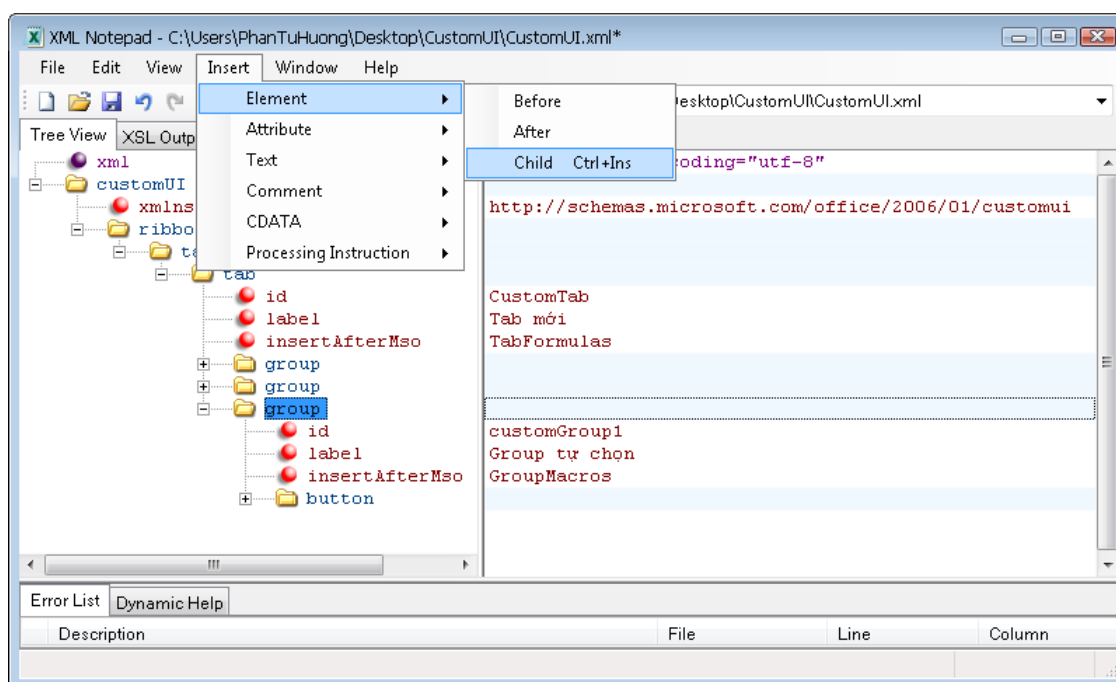 XML Notepad - C:\Users\PhanTuHuong\Desktop\CustomUI\CustomUI.xml*
File Edit View Insert Window Help
Element
Attribute
Text
Comment
CDATA
Processing Instruction
Before
After
Child Ctrl+Ins
esktop\CustomUI\CustomUI.xml
Tree View XSL Outp
xml coding="utf-8"
customUI
xmlns http://schemas.microsoft.com/office/2006/01/customui
ribbo
ta
tab
id CustomTab
label Tab mới
insertAfterMso TabFormulas
group
group
group
id customGroup1
label Group tự chọn
insertAfterMso GroupMacros
button
Error List Dynamic Help
Description File Line Column